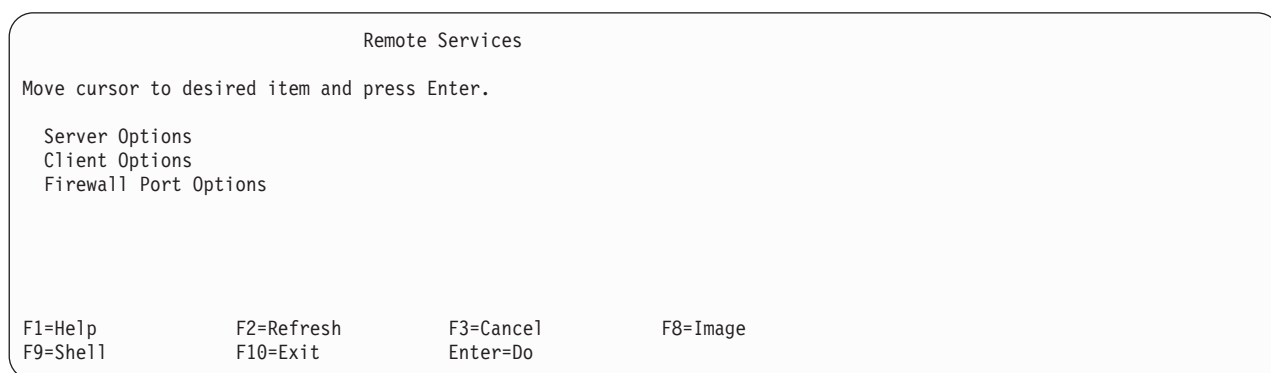 Remote Services
Move cursor to desired item and press Enter.
Server Options
Client Options
Firewall Port Options
F1=Help F2=Refresh F3=Cancel F8=Image
F9=Shell F10=Exit Enter=Do